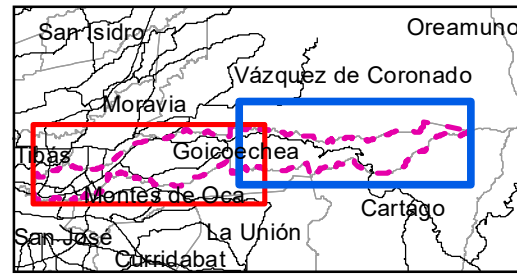 Oreamuno
San Isidro
Vázquez de Coronado
Moravia
Tibás
Goicoechea
Montes de Oca
Cartago
San José
La Unión
Curridabat